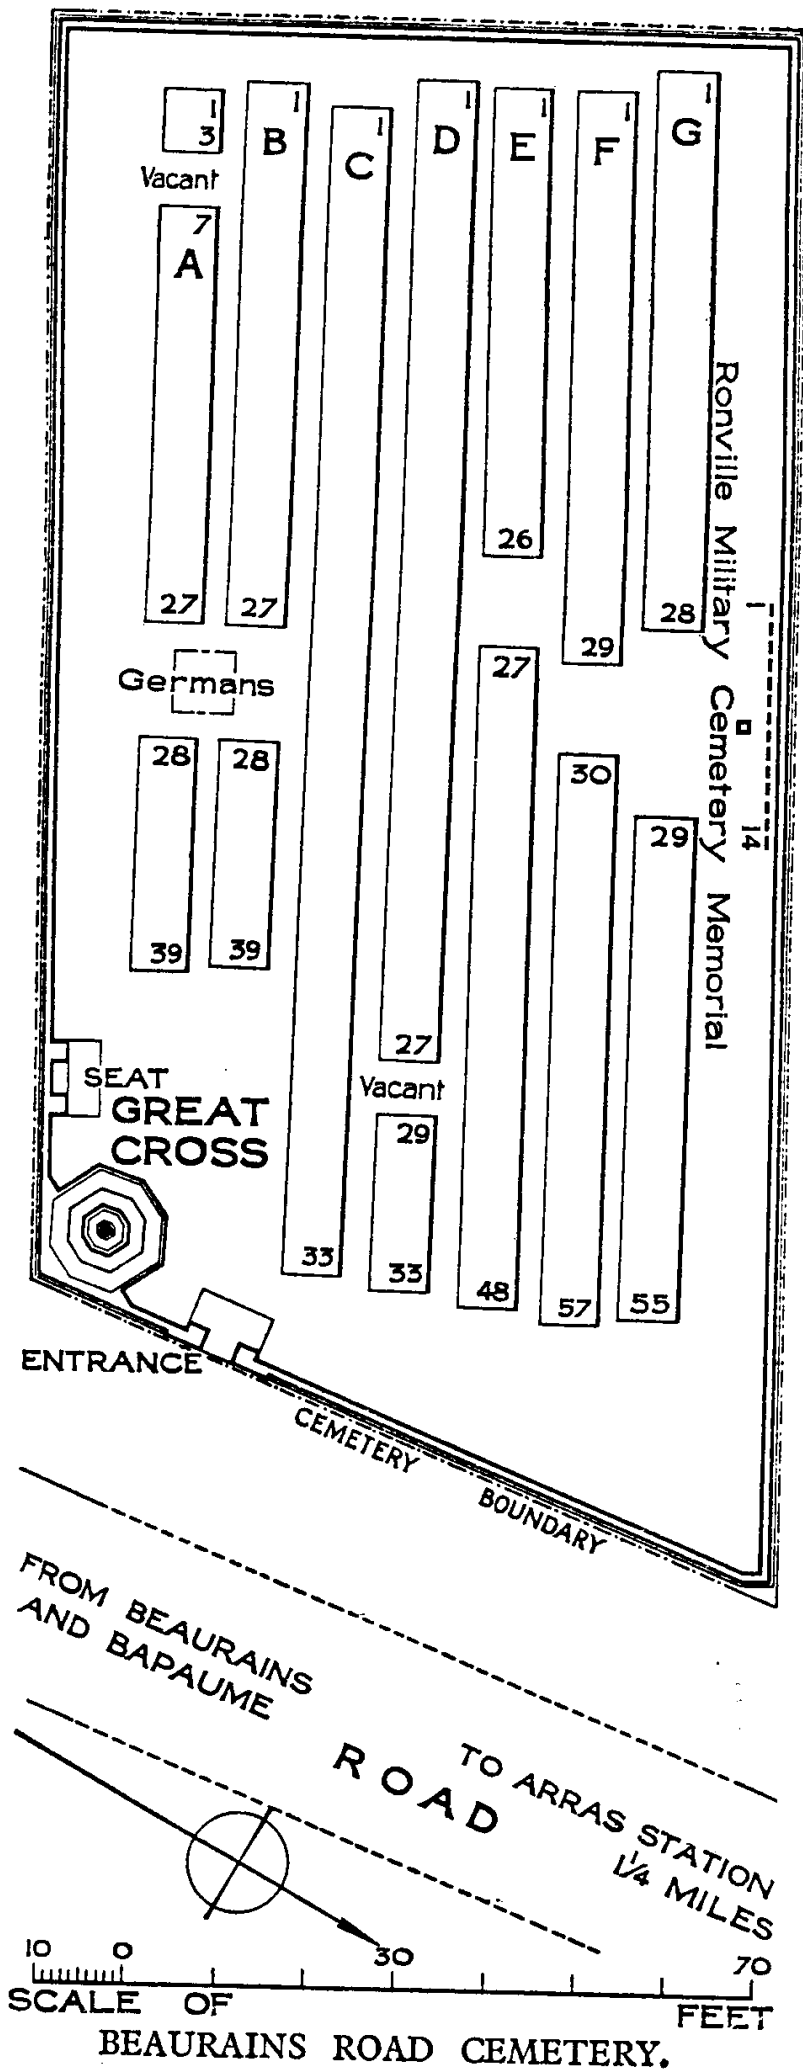 1
3
Vacant
7
A
27
1
B
27
1
C
1
D
1
E
26
1
F
29
1
G
28
Ronville Military Cemetery Memorial
1
14
Germans
28
39
28
39
27
30
29
SEAT
GREAT
CROSS
27
Vacant
29
33
33
48
57
55
ENTRANCE
CEMETERY BOUNDARY
FROM BEAURAINS
AND BAPAUME
ROAD
TO ARRAS STATION
1¼ MILES
10 0 30 70
SCALE OF FEET
BEAURAINS ROAD CEMETERY.